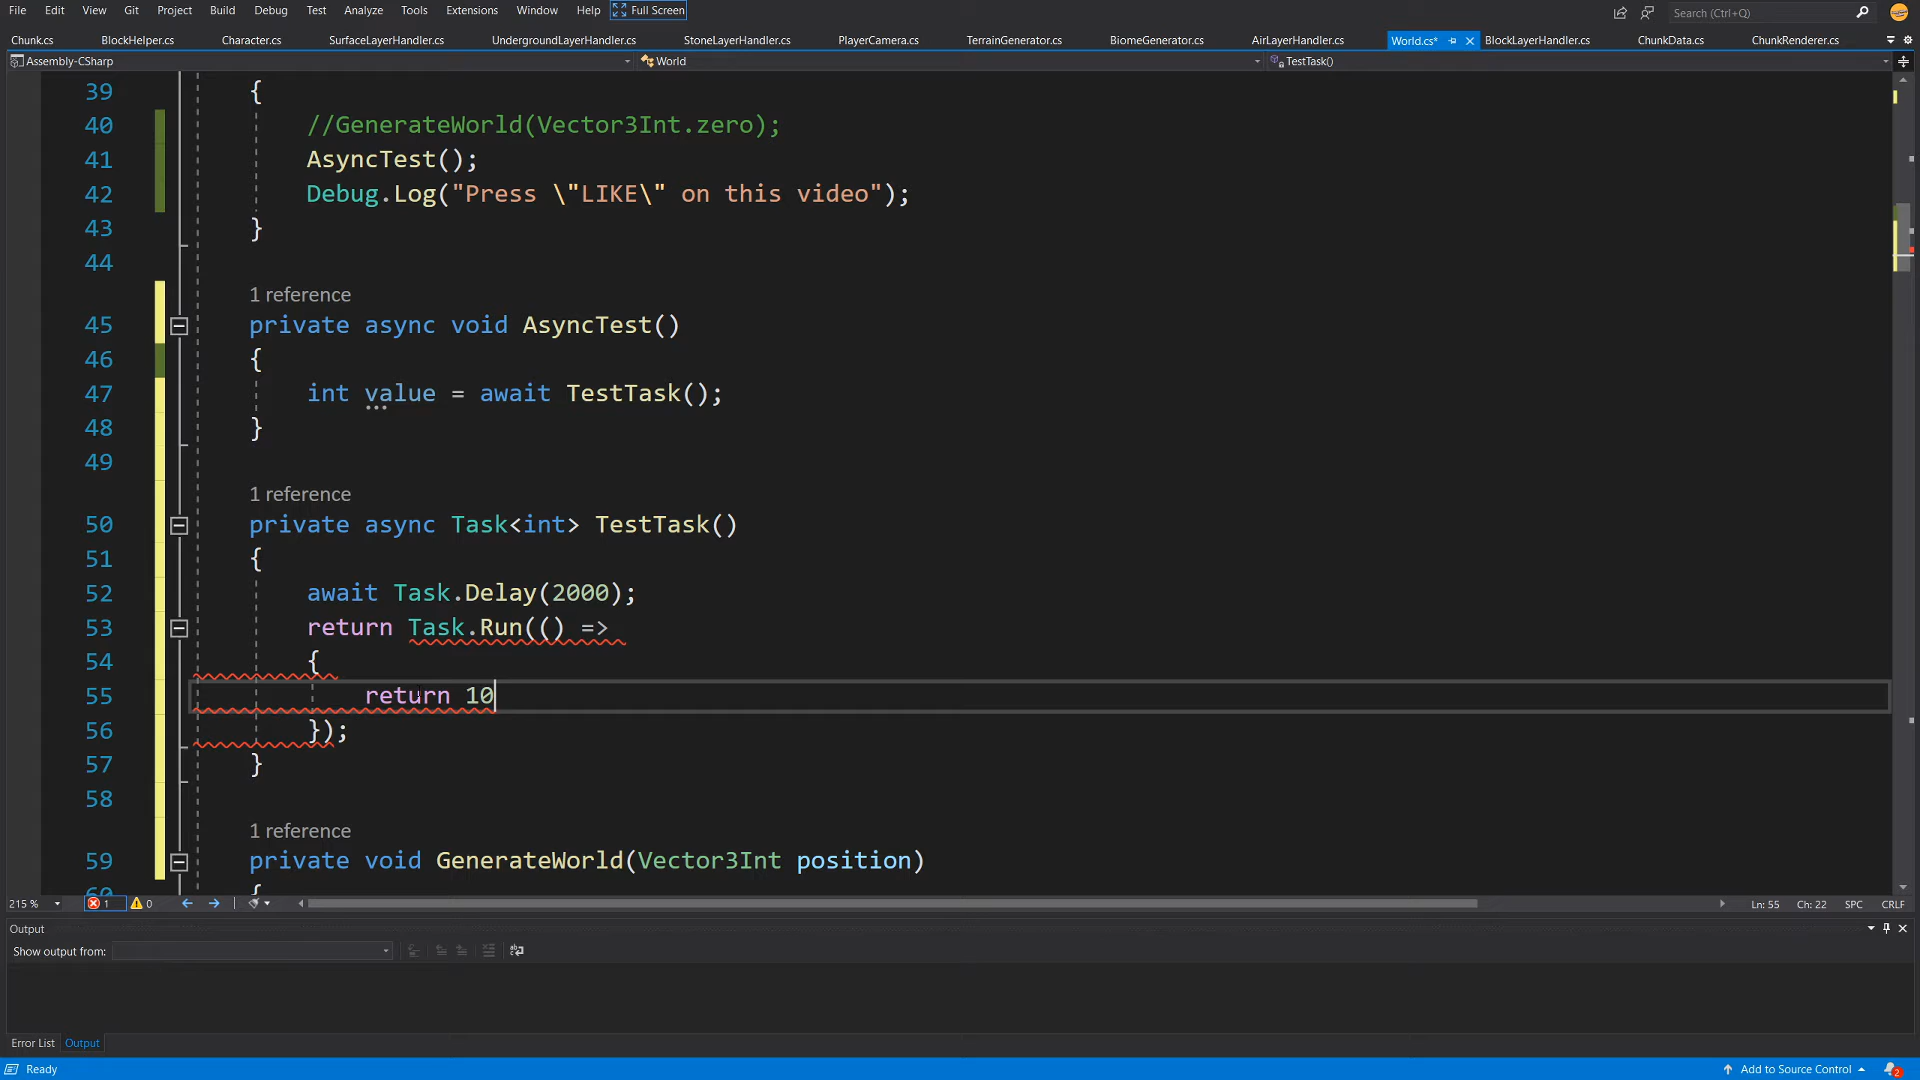 File Edit View Git Project Build Debug Test Analyze Tools Extensions Window Help Full Screen Search (Ctrl+Q)
Chunk.cs BlockHelper.cs Character.cs SurfaceLayerHandler.cs UndergroundLayerHandler.cs StoneLayerHandler.cs PlayerCamera.cs TerrainGenerator.cs BiomeGenerator.cs AirLayerHandler.cs World.cs* BlockLayerHandler.cs ChunkData.cs ChunkRenderer.cs
Assembly-CSharp World TestTask()
39 {
40 //GenerateWorld(Vector3Int.zero);
41 AsyncTest();
42 Debug.Log("Press \"LIKE\" on this video");
43 }
44
1 reference
45 private async void AsyncTest()
46 {
47 int value = await TestTask();
48 }
49
1 reference
50 private async Task<int> TestTask()
51 {
52 await Task.Delay(2000);
53 return Task.Run(() =>
54 {
55 return 10
56 });
57 }
58
1 reference
59 private void GenerateWorld(Vector3Int position)
60 {
215 % 1 0 Ln: 55 Ch: 22 SPC CRLF
Output
Show output from:
Error List Output
Ready Add to Source Control 2